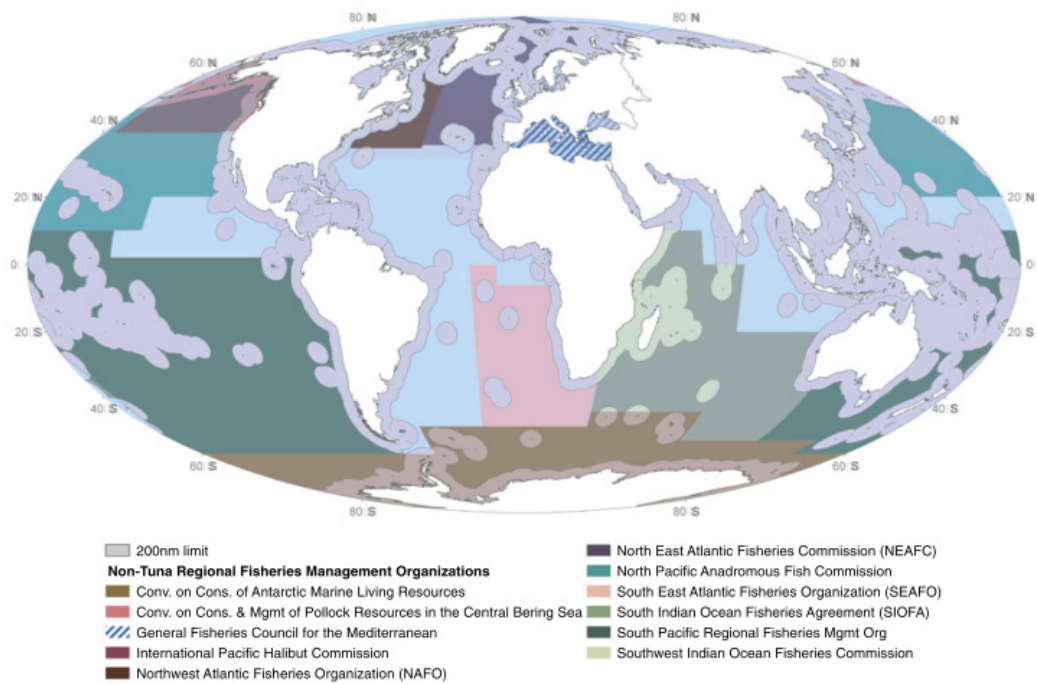 80° N 80° N
60° N 60° N
40° N 40° N
20° N 20° N
0° 0°
20° S 20° S
40° S 40° S
60° S 60° S
80° S 80° S
200nm limit
Non-Tuna Regional Fisheries Management Organizations
Conv. on Cons. of Antarctic Marine Living Resources
Conv. on Cons. & Mgmt of Pollock Resources in the Central Bering Sea
General Fisheries Council for the Mediterranean
International Pacific Halibut Commission
Northwest Atlantic Fisheries Organization (NAFO)
North East Atlantic Fisheries Commission (NEAFC)
North Pacific Anadromous Fish Commission
South East Atlantic Fisheries Organization (SEAFO)
South Indian Ocean Fisheries Agreement (SIOFA)
South Pacific Regional Fisheries Mgmt Org
Southwest Indian Ocean Fisheries Commission